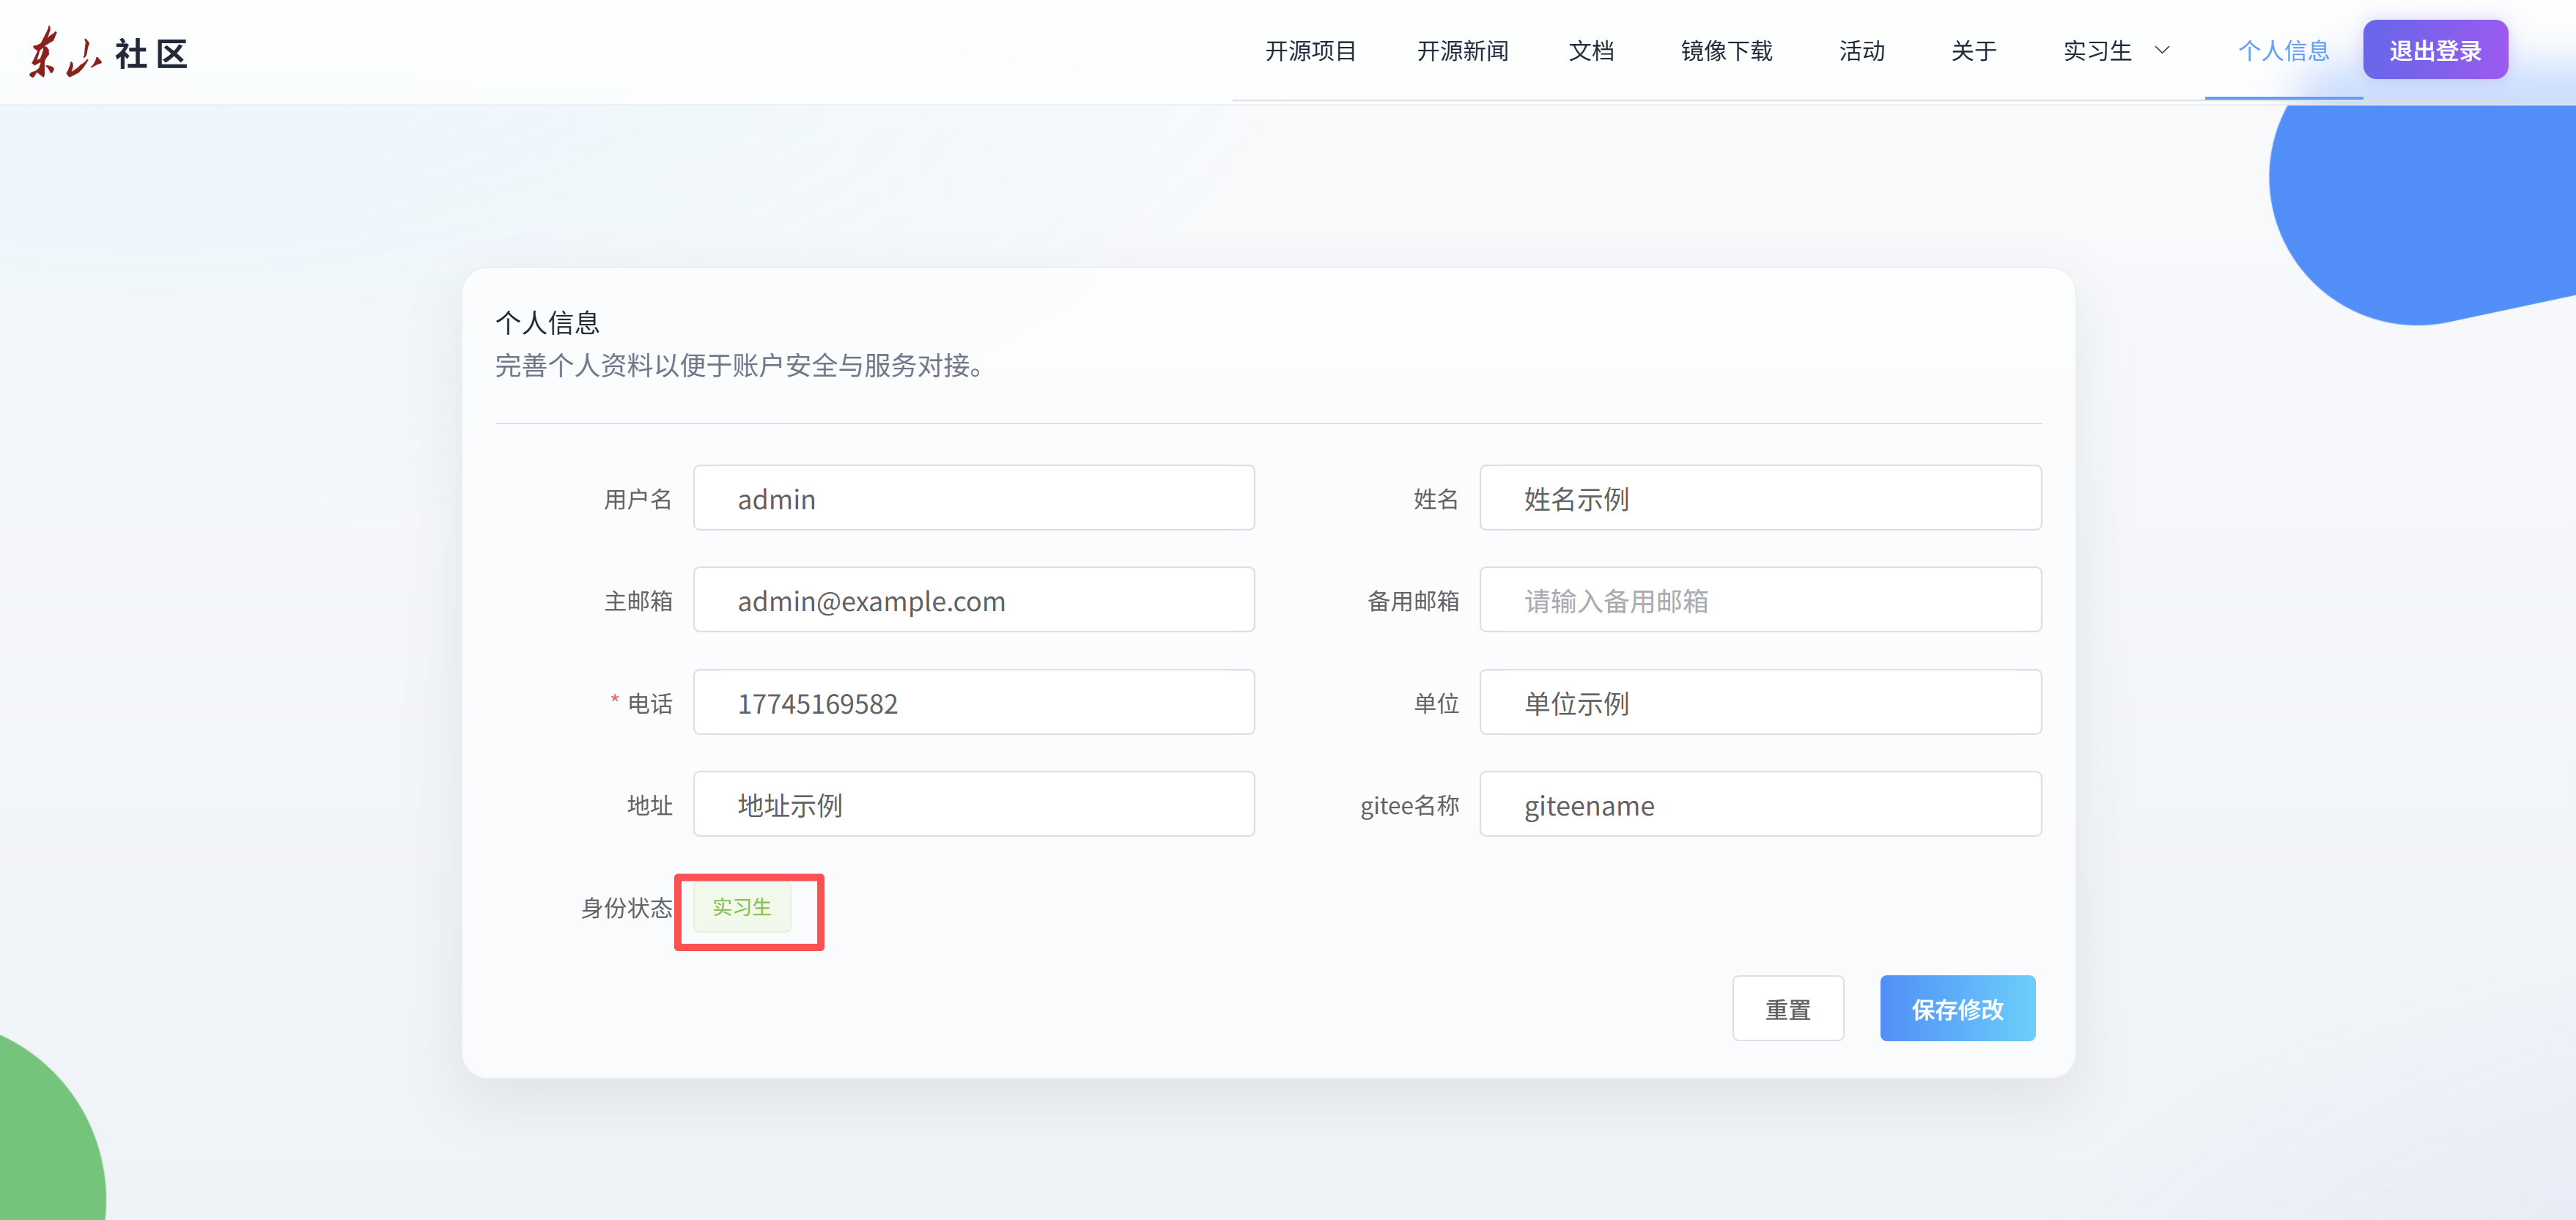 东山社区
开源项目 开源新闻 文档 镜像下载 活动 关于 实习生 个人信息 退出登录
个人信息
完善个人资料以便于账户安全与服务对接。
用户名 admin 姓名 姓名示例
主邮箱 admin@example.com 备用邮箱 请输入备用邮箱
* 电话 17745169582 单位 单位示例
地址 地址示例 gitee名称 giteename
身份状态 实习生
重置 保存修改